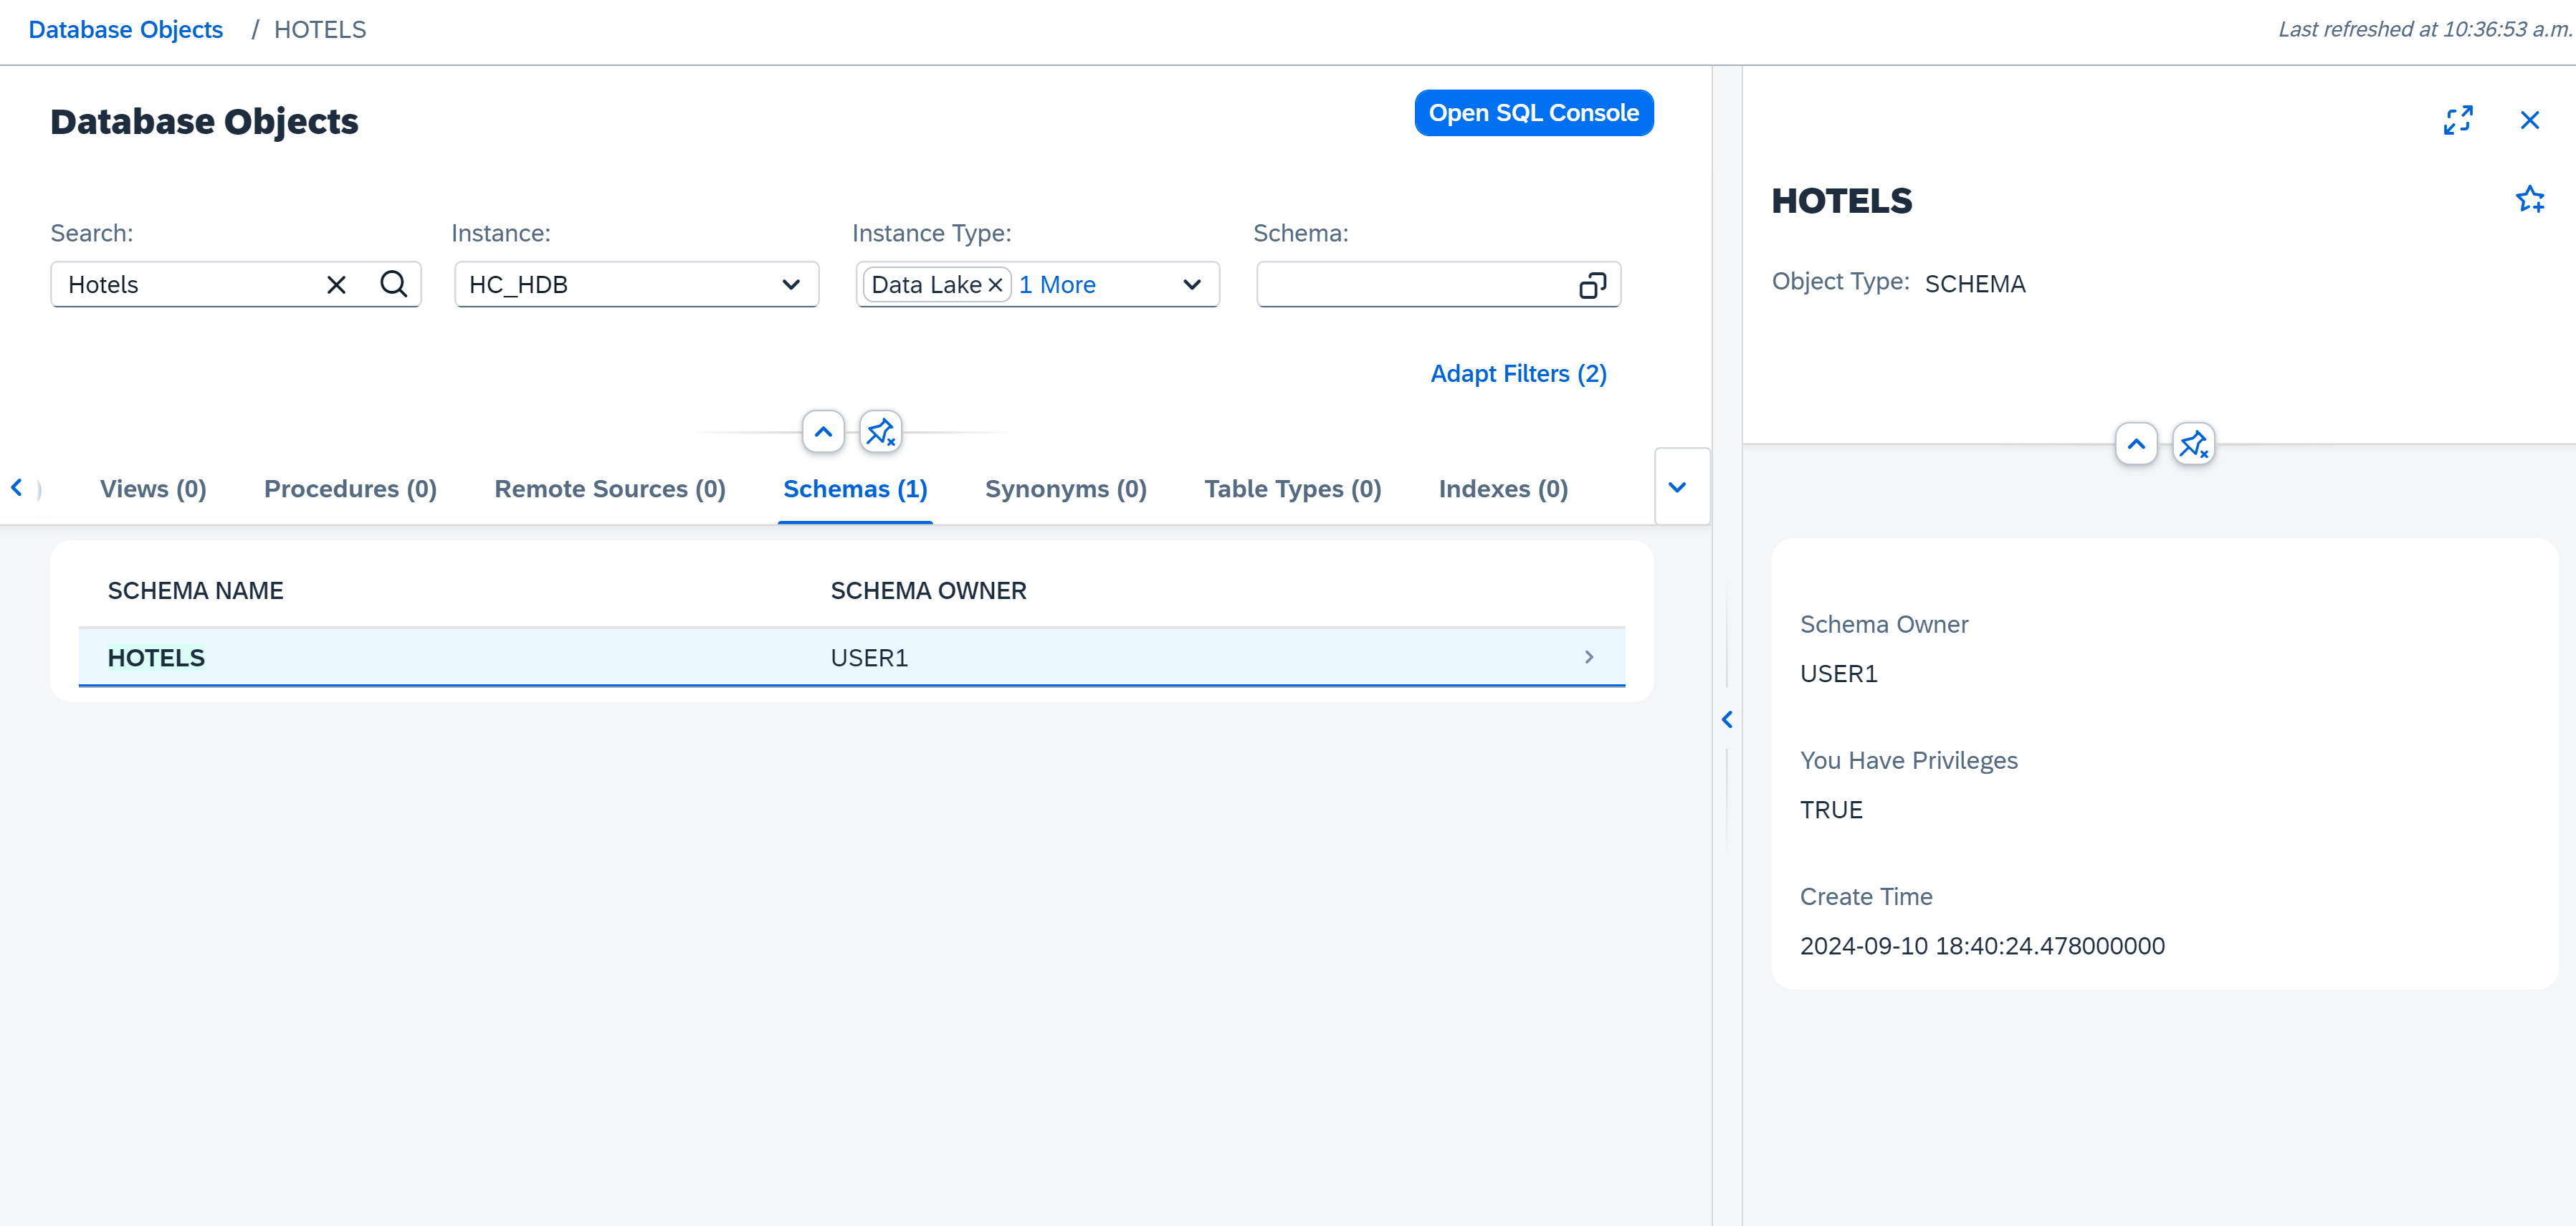 Database Objects / HOTELS
Last refreshed at 10:36:53 a.m.
Database Objects
Open SQL Console
Search:
Instance:
Instance Type:
Schema:
Hotels
HC_HDB
Data Lake
1 More
Adapt Filters (2)
) Views (0) Procedures (0) Remote Sources (0) Schemas (1) Synonyms (0) Table Types (0) Indexes (0)
SCHEMA NAME SCHEMA OWNER
HOTELS USER1
HOTELS
Object Type: SCHEMA
Schema Owner
USER1
You Have Privileges
TRUE
Create Time
2024-09-10 18:40:24.478000000